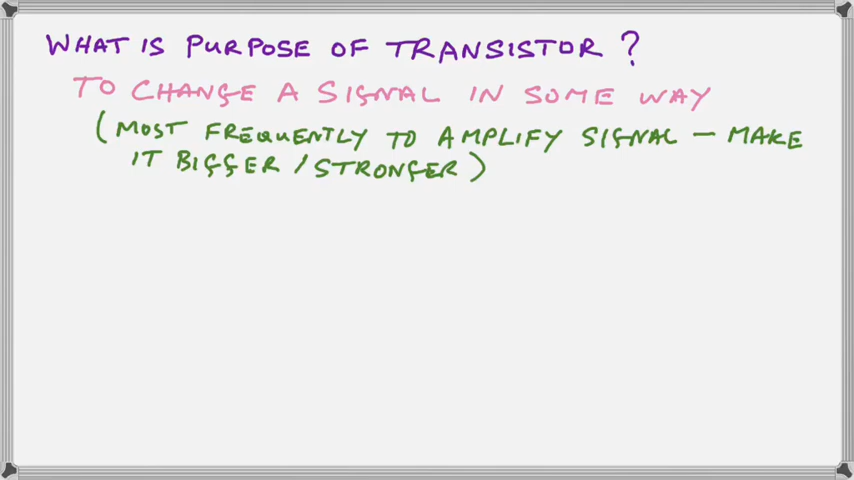 WHAT IS PURPOSE OF TRANSISTOR?
TO CHANGE A SIGNAL IN SOME WAY
(MOST FREQUENTLY TO AMPLIFY SIGNAL – MAKE
IT BIGGER / STRONGER)